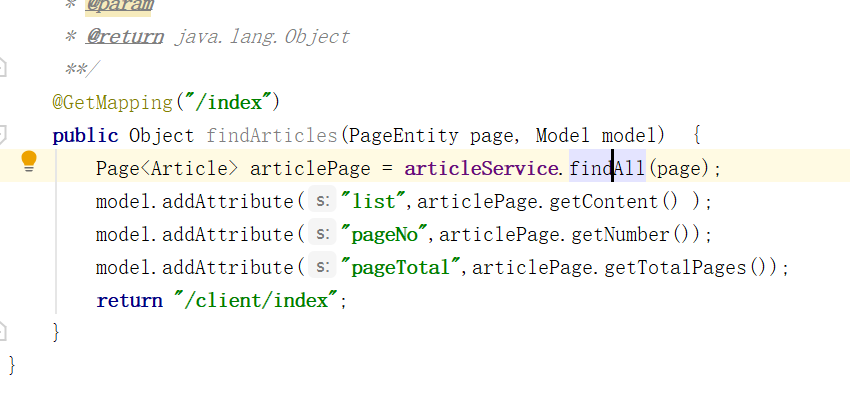 * @param
* @return java.lang.Object
**/
@GetMapping("/index")
public Object findArticles(PageEntity page, Model model) {
Page<Article> articlePage = articleService.findAll(page);
model.addAttribute( s: "list",articlePage.getContent() );
model.addAttribute( s: "pageNo",articlePage.getNumber());
model.addAttribute( s: "pageTotal",articlePage.getTotalPages());
return "/client/index";
}
}